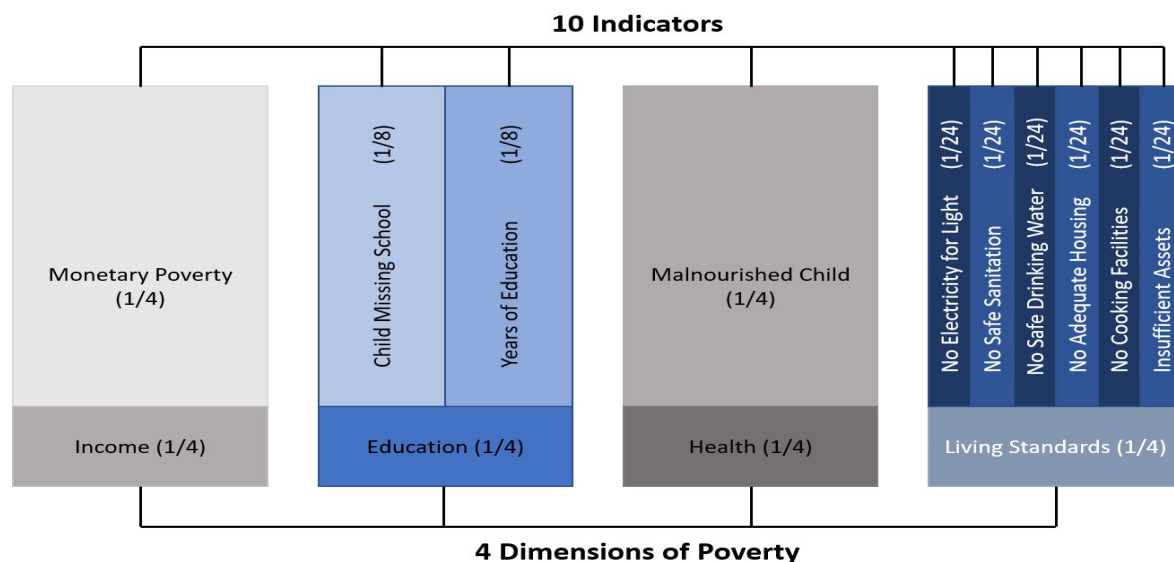 10 Indicators
Monetary Poverty
(1/4)
Income (1/4)
Child Missing School (1/8)
Years of Education (1/8)
Education (1/4)
Malnourished Child
(1/4)
Health (1/4)
No Electricity for Light (1/24)
No Safe Sanitation (1/24)
No Safe Drinking Water (1/24)
No Adequate Housing (1/24)
No Cooking Facilities (1/24)
Insufficient Assets (1/24)
Living Standards (1/4)
4 Dimensions of Poverty